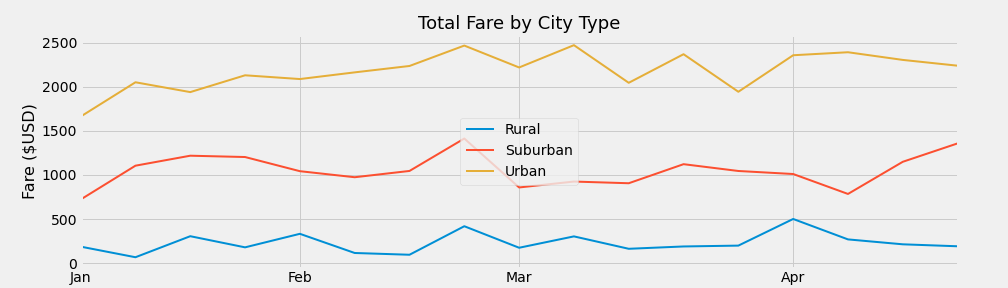 Total Fare by City Type
Fare ($USD)
2500
2000
1500
1000
500
0
Rural
Suburban
Urban
Jan Feb Mar Apr